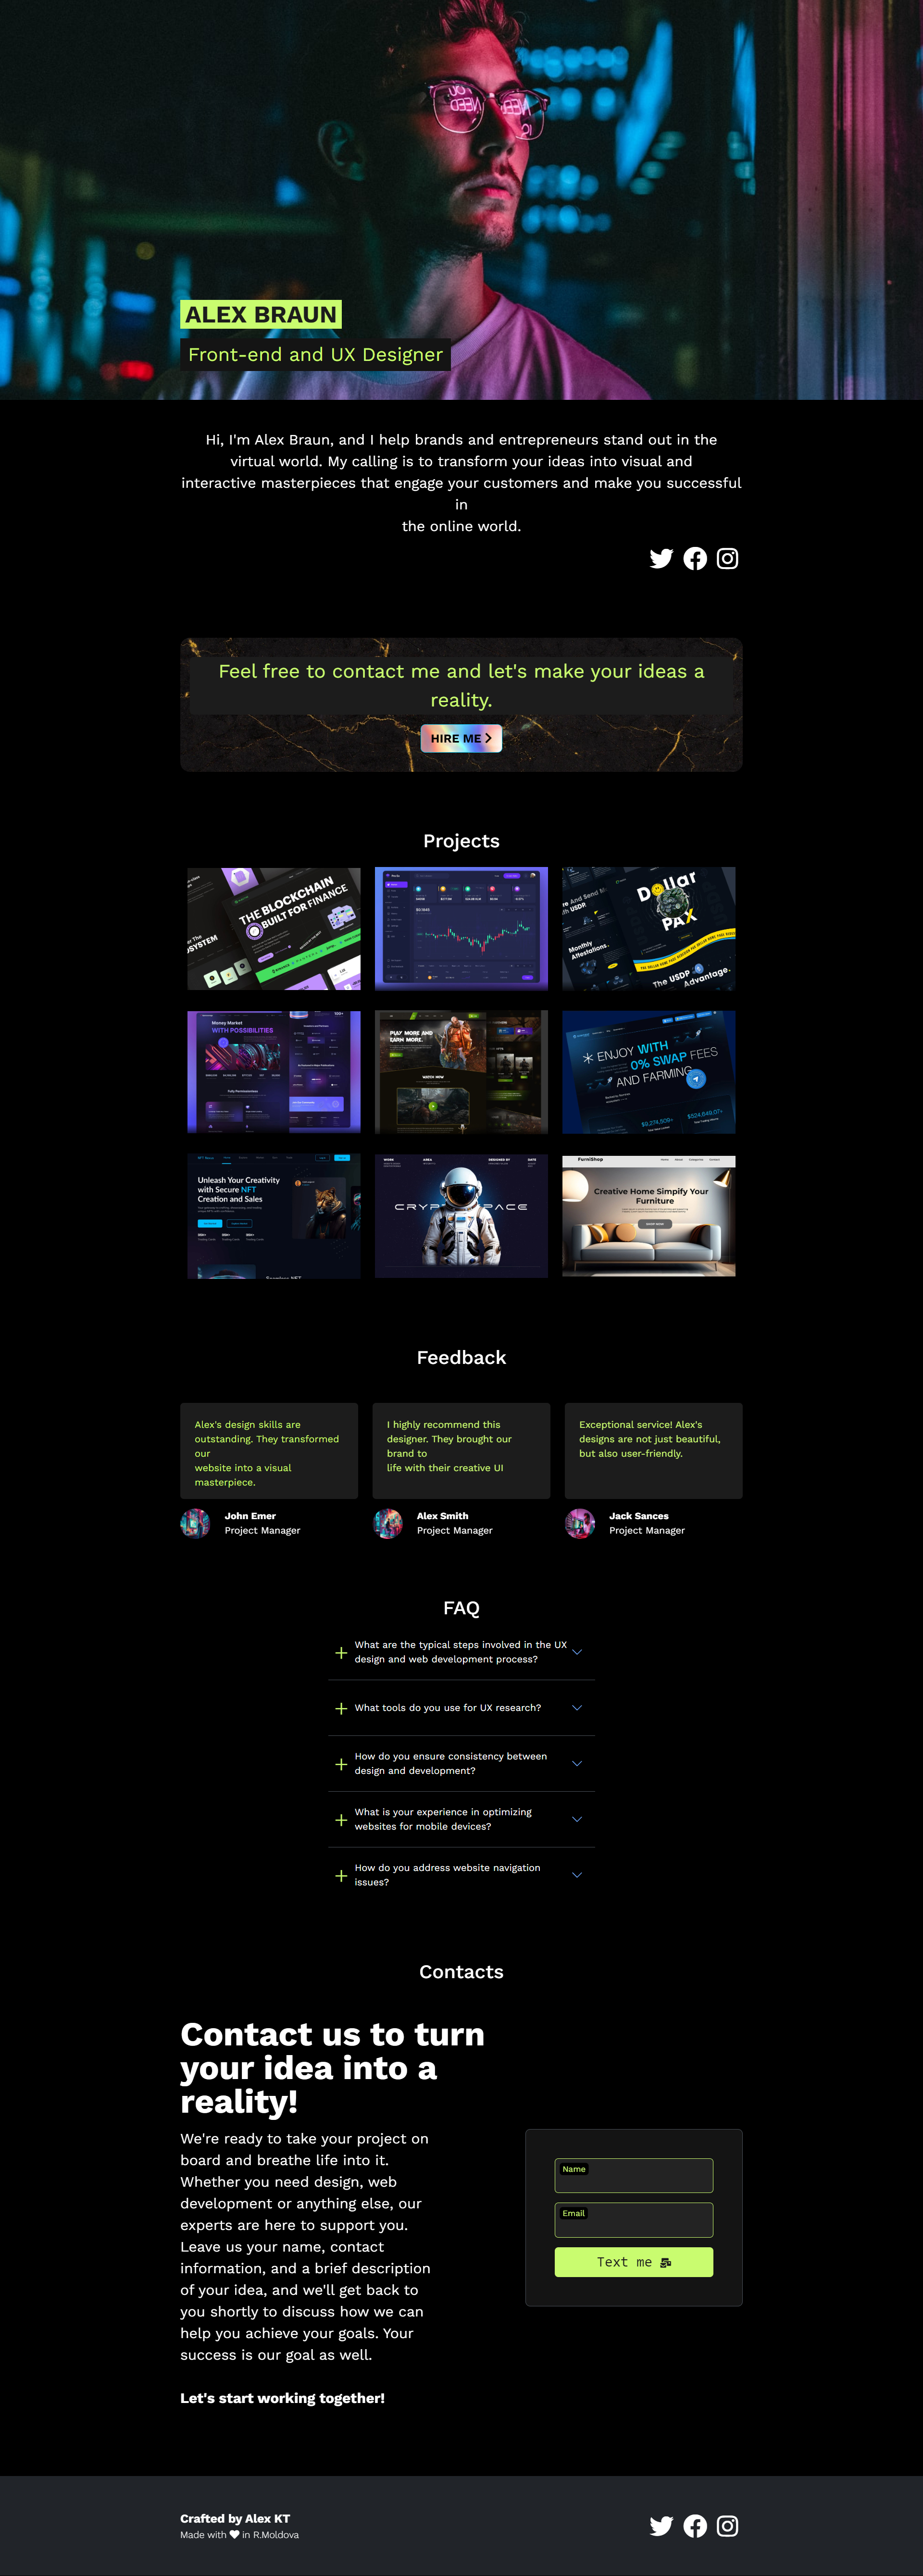 ALEX BRAUN
Front-end and UX Designer
Hi, I'm Alex Braun, and I help brands and entrepreneurs stand out in the
virtual world. My calling is to transform your ideas into visual and
interactive masterpieces that engage your customers and make you successful
in
the online world.
Feel free to contact me and let's make your ideas a
reality.
HIRE ME
Projects
THE BLOCKCHAIN
BUILT FOR FINANCE
Dollar
PAX
Monthly
Attestations.
The USDP
Advantage.
Money Market
WITH POSSIBILITIES
PLAY MORE AND
EARN MORE.
WATCH NOW
ENJOY WITH
0% SWAP FEES
AND FARMING
Unleash Your Creativity
with Secure NFT
Creation and Sales
FurniShop
Creative Home Simpify Your
Furniture
Feedback
Alex's design skills are
outstanding. They transformed
our
website into a visual
masterpiece.
John Emer
Project Manager
I highly recommend this
designer. They brought our
brand to
life with their creative UI
Alex Smith
Project Manager
Exceptional service! Alex's
designs are not just beautiful,
but also user-friendly.
Jack Sances
Project Manager
FAQ
What are the typical steps involved in the UX
design and web development process?
What tools do you use for UX research?
How do you ensure consistency between
design and development?
What is your experience in optimizing
websites for mobile devices?
How do you address website navigation
issues?
Contacts
Contact us to turn
your idea into a
reality!
We're ready to take your project on
board and breathe life into it.
Whether you need design, web
development or anything else, our
experts are here to support you.
Leave us your name, contact
information, and a brief description
of your idea, and we'll get back to
you shortly to discuss how we can
help you achieve your goals. Your
success is our goal as well.
Let's start working together!
Name
Email
Text me
Crafted by Alex KT
Made with in R.Moldova